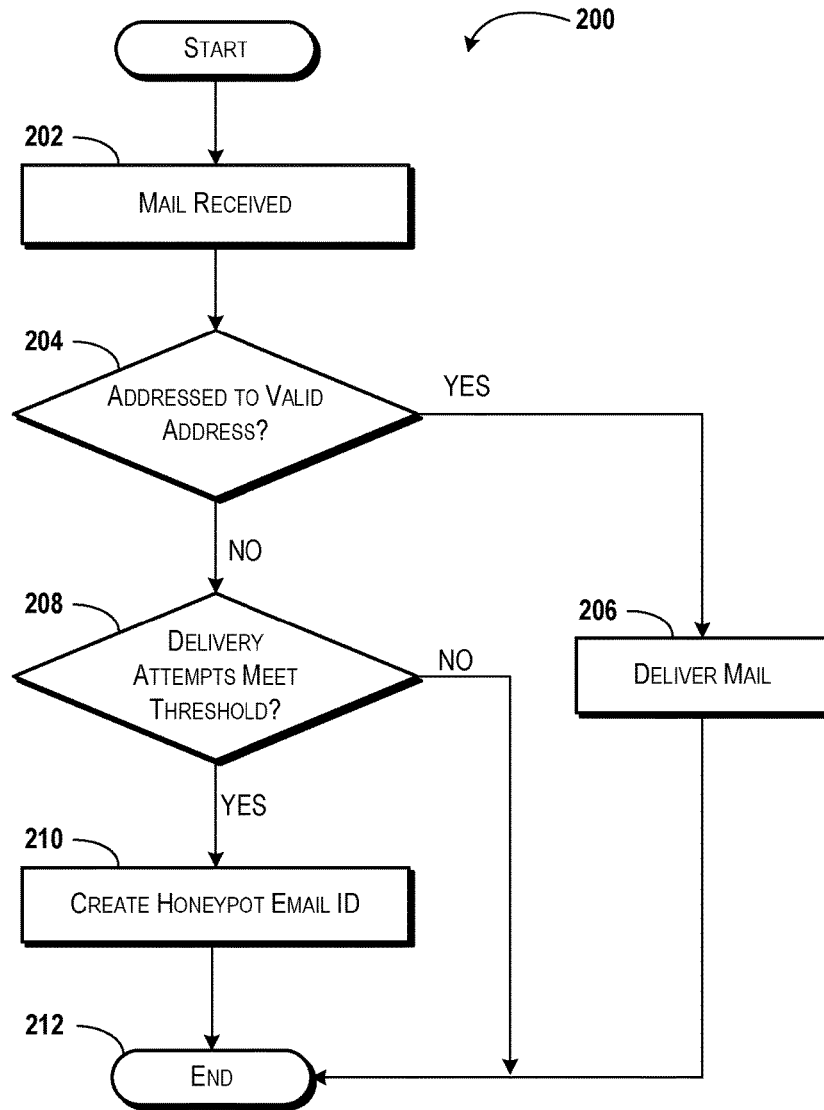 200
START
202
MAIL RECEIVED
204
ADDRESSED TO VALID
ADDRESS?
YES
NO
208
DELIVERY
ATTEMPTS MEET
THRESHOLD?
NO
206
DELIVER MAIL
YES
210
CREATE HONEYPOT EMAIL ID
212
END